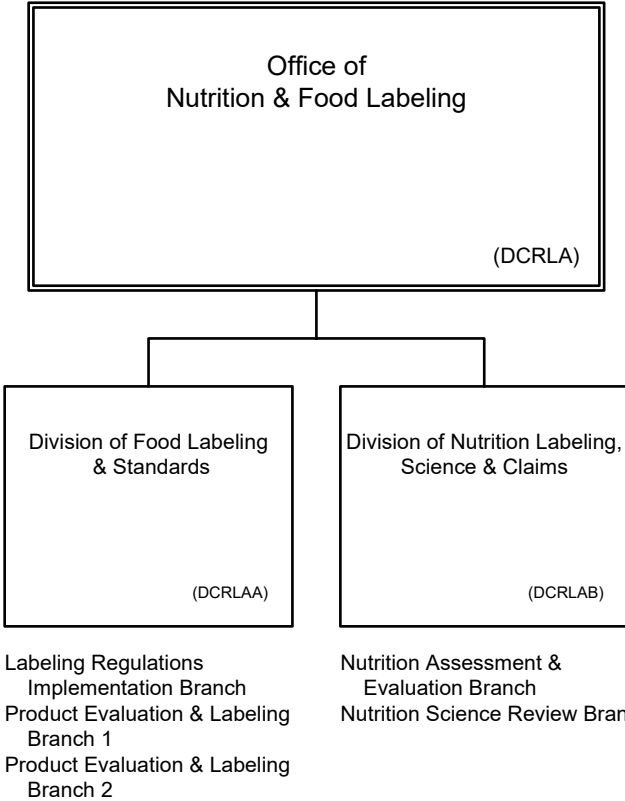 Office of
Nutrition & Food Labeling
(DCRLA)
Division of Food Labeling
& Standards
(DCRLAA)
Labeling Regulations
Implementation Branch
Product Evaluation & Labeling
Branch 1
Product Evaluation & Labeling
Branch 2
Division of Nutrition Labeling,
Science & Claims
(DCRLAB)
Nutrition Assessment &
Evaluation Branch
Nutrition Science Review